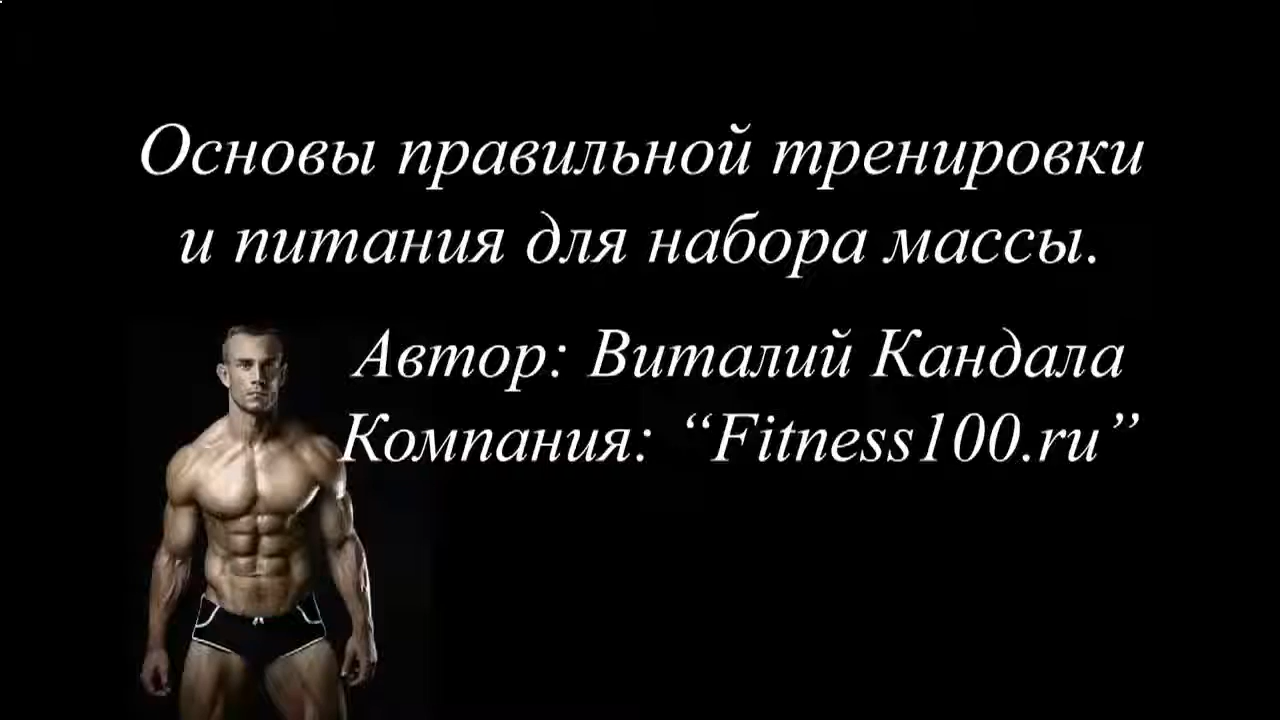 Основы правильной тренировки
и питания для набора массы.
Автор: Виталий Кандала
Компания: “Fitness100.ru”